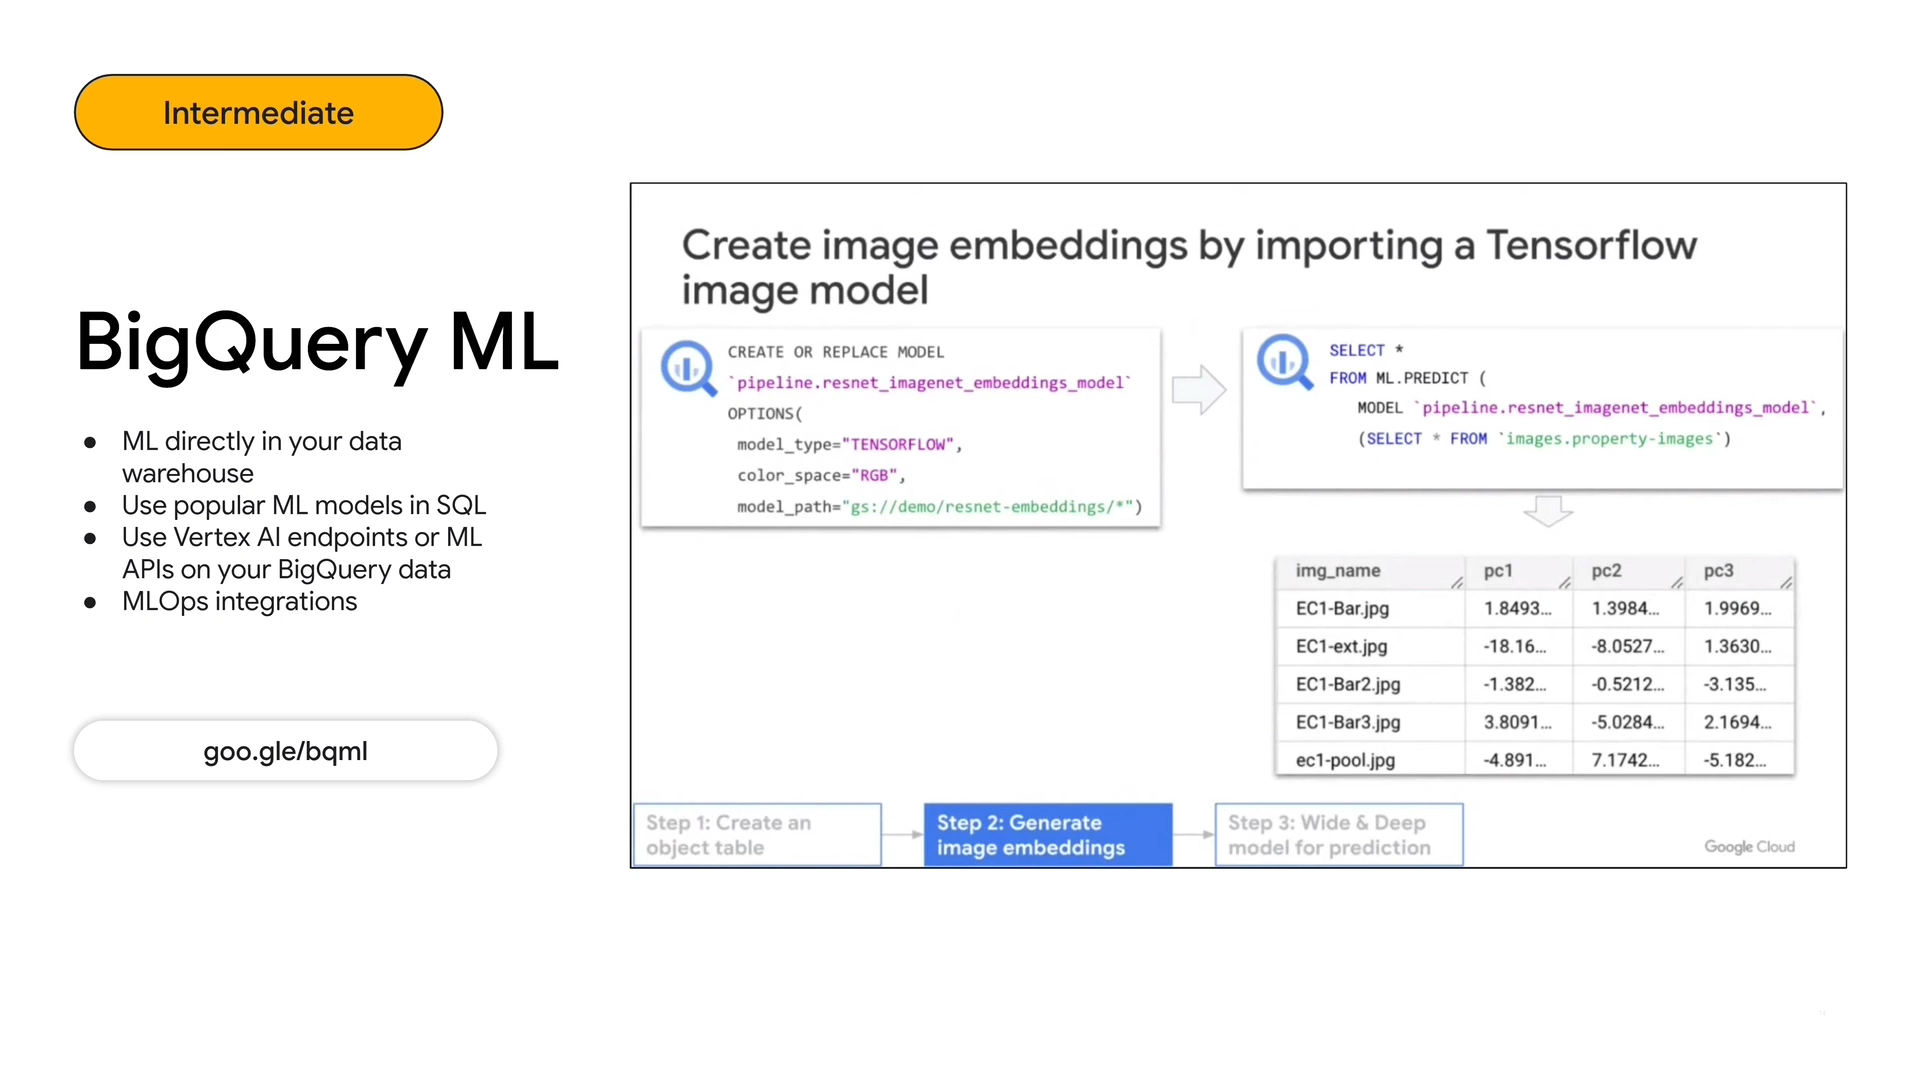 Intermediate
BigQuery ML
● ML directly in your data
warehouse
● Use popular ML models in SQL
● Use Vertex AI endpoints or ML
APIs on your BigQuery data
● MLOps integrations
goo.gle/bqml
Create image embeddings by importing a Tensorflow
image model
CREATE OR REPLACE MODEL
`pipeline.resnet_imagenet_embeddings_model`
OPTIONS(
model_type="TENSORFLOW",
color_space="RGB",
model_path="gs://demo/resnet-embeddings/*")
SELECT *
FROM ML.PREDICT (
MODEL `pipeline.resnet_imagenet_embeddings_model`,
(SELECT * FROM `images.property-images`)
img_name pc1 pc2 pc3
EC1-Bar.jpg 1.8493... 1.3984... 1.9969...
EC1-ext.jpg -18.16... -8.0527... 1.3630...
EC1-Bar2.jpg -1.382... -0.5212... -3.135...
EC1-Bar3.jpg 3.8091... -5.0284... 2.1694...
ec1-pool.jpg -4.891... 7.1742... -5.182...
Step 1: Create an
object table
Step 2: Generate
image embeddings
Step 3: Wide & Deep
model for prediction
Google Cloud